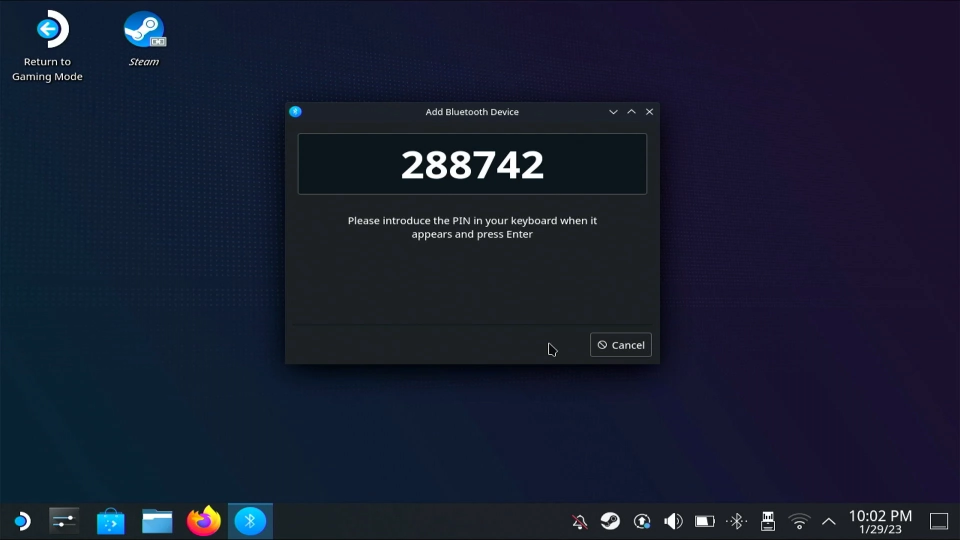 Return to
Gaming Mode
Steam
Add Bluetooth Device
288742
Please introduce the PIN in your keyboard when it
appears and press Enter
Cancel
10:02 PM
1/29/23